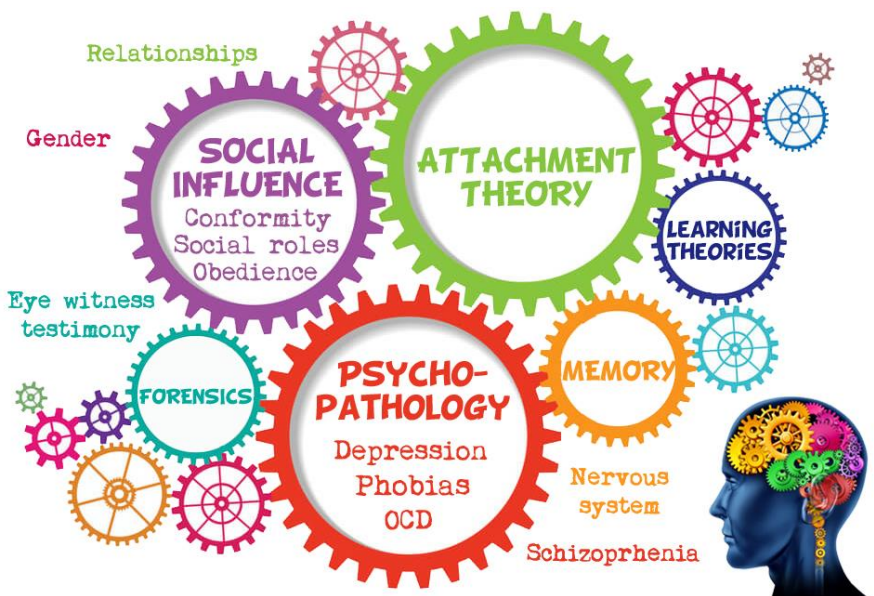 Relationships
Gender
SOCIAL
INFLUENCE
Conformity
Social roles
Obedience
ATTACHMENT
THEORY
LEARNING
THEORIES
Eye witness
testimony
FORENSICS
PSYCHO-
PATHOLOGY
Depression
Phobias
OCD
MEMORY
Nervous
system
Schizoprhenia